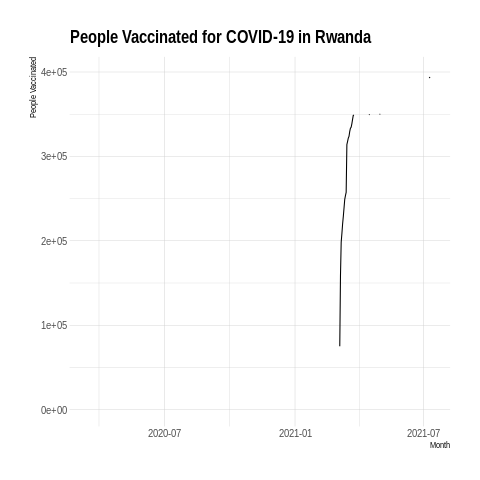 People Vaccinated for COVID-19 in Rwanda
People Vaccinated
4e+05
3e+05
2e+05
1e+05
0e+00
2020-07 2021-01 2021-07
Month